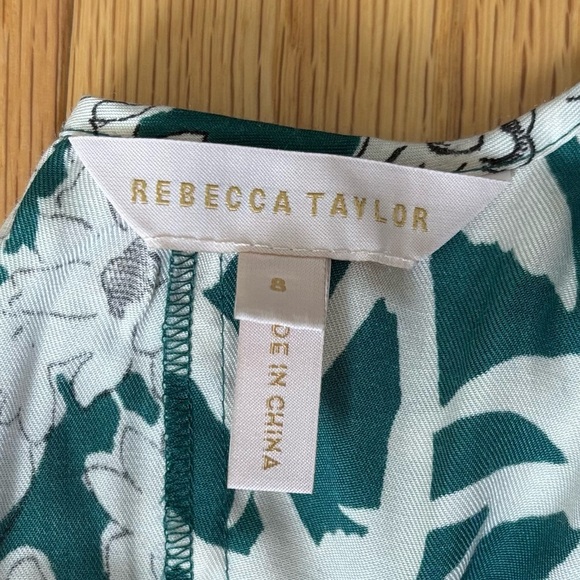 REBECCA TAYLOR
8
DE IN CHINA